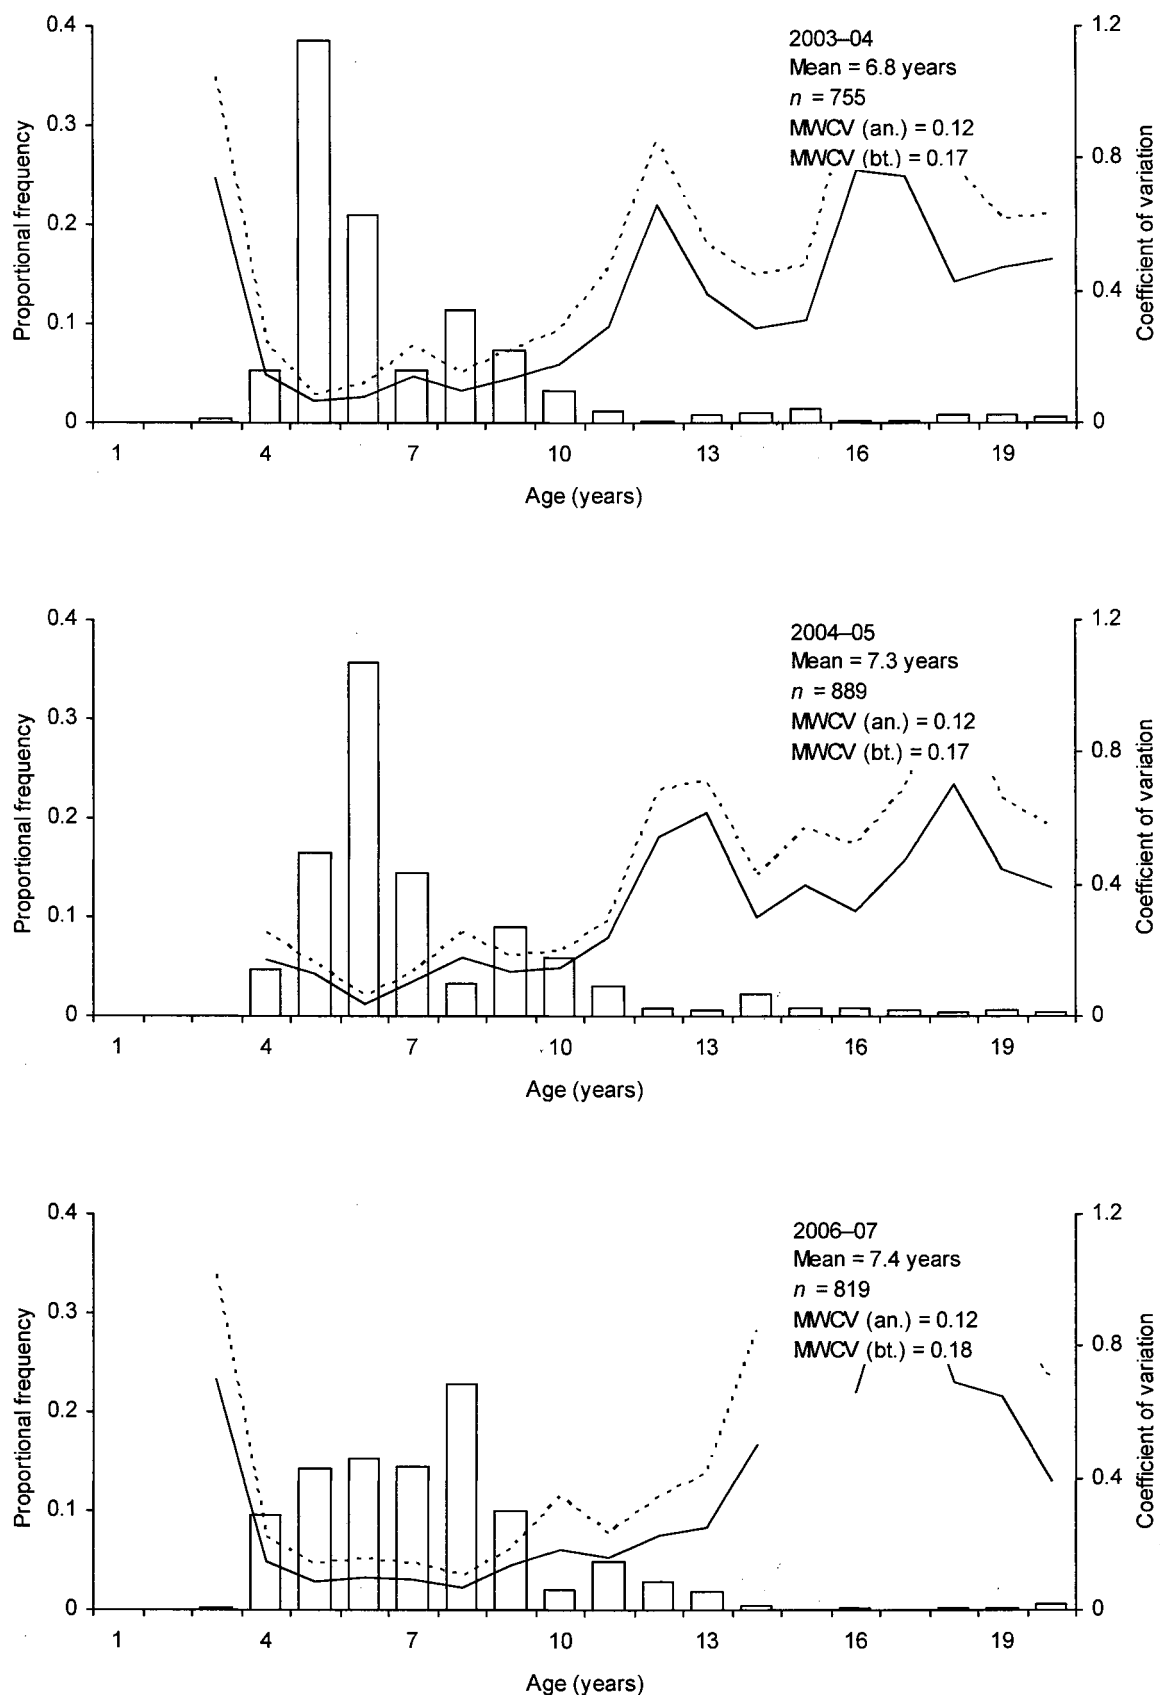 0.4
0.3
0.2
0.1
0
Proportional frequency
2003–04
Mean = 6.8 years
n = 755
MWCV (an.) = 0.12
MWCV (bt.) = 0.17
1.2
0.8
0.4
0
Coefficient of variation
1 4 7 10 13 16 19
Age (years)
0.4
0.3
0.2
0.1
0
Proportional frequency
2004–05
Mean = 7.3 years
n = 889
MWCV (an.) = 0.12
MWCV (bt.) = 0.17
1.2
0.8
0.4
0
Coefficient of variation
1 4 7 10 13 16 19
Age (years)
0.4
0.3
0.2
0.1
0
Proportional frequency
2006–07
Mean = 7.4 years
n = 819
MWCV (an.) = 0.12
MWCV (bt.) = 0.18
1.2
0.8
0.4
0
Coefficient of variation
1 4 7 10 13 16 19
Age (years)